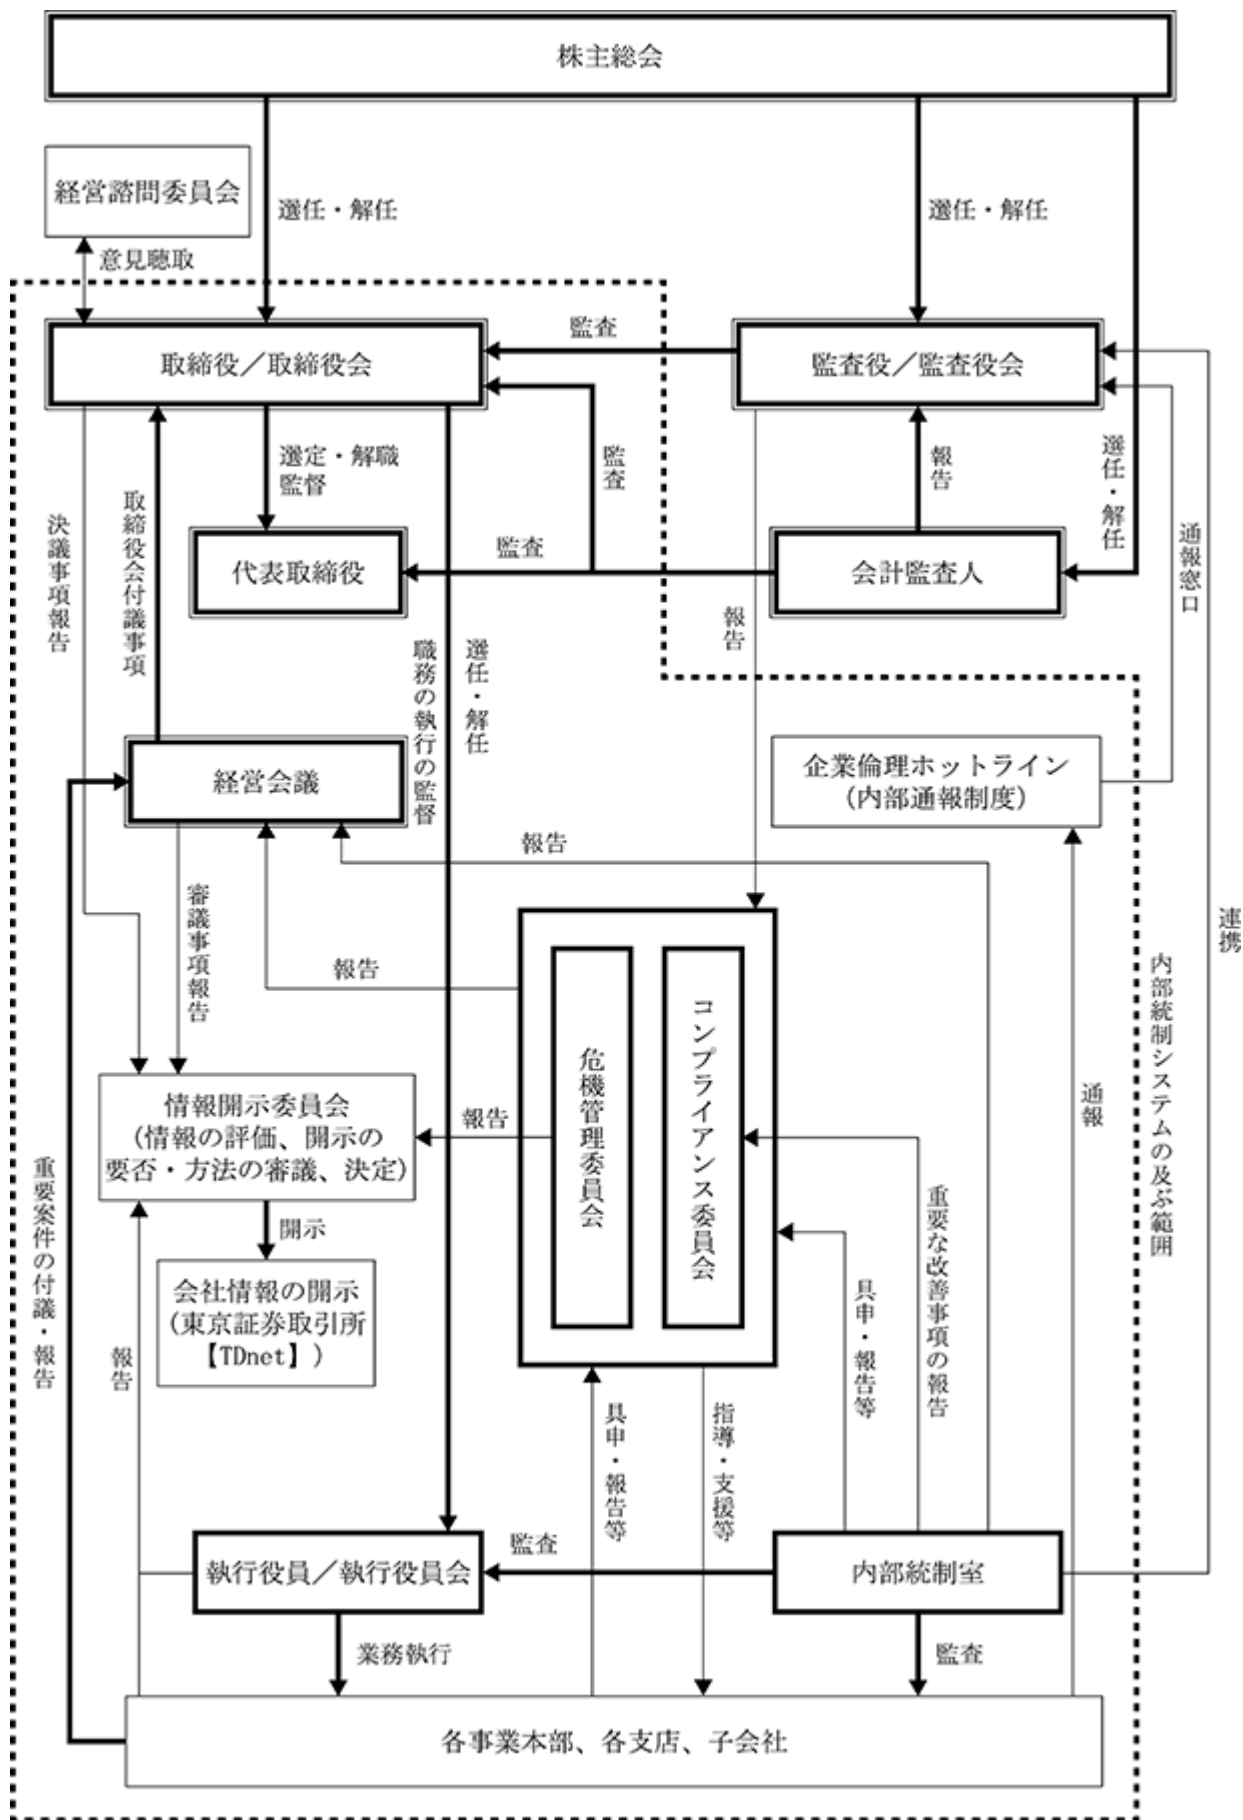 株主総会
経営諮問委員会
選任・解任
選任・解任
意見聴取
取締役／取締役会
監査
監査役／監査役会
選定・解職
監督
監査
報告
選任・解任
通報窓口
決議事項報告
取締役会付議事項
代表取締役
監査
会計監査人
報告
職務の執行の監督
選任・解任
経営会議
企業倫理ホットライン
（内部通報制度）
報告
審議事項報告
報告
連携
内部統制システムの及ぶ範囲
危機管理委員会
コンプライアンス委員会
情報開示委員会
（情報の評価、開示の
要否・方法の審議、決定）
報告
通報
重要案件の付議・報告
開示
会社情報の開示
（東京証券取引所
【TDnet】）
報告
重要な改善事項の報告
具申・報告等
具申・報告等
指導・支援等
執行役員／執行役員会
監査
内部統制室
業務執行
監査
各事業本部、各支店、子会社